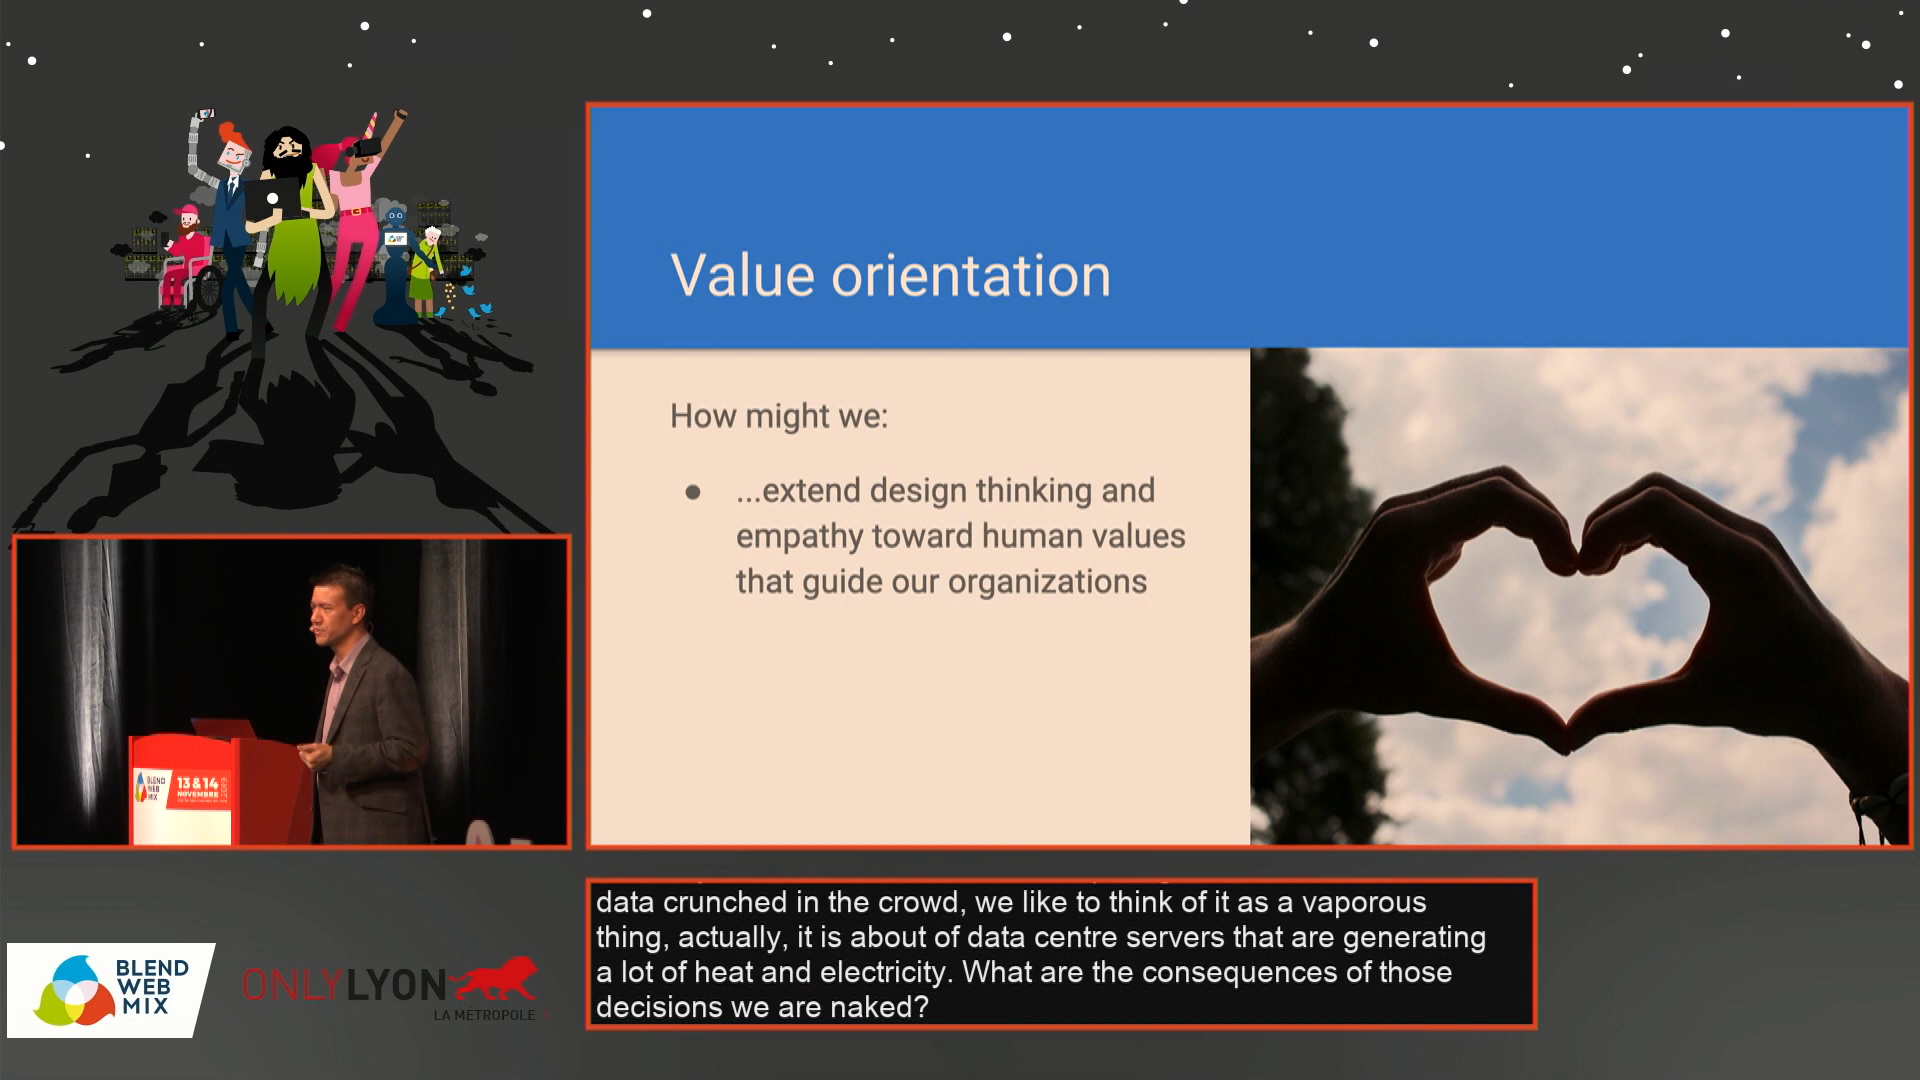 Value orientation
How might we:
● ...extend design thinking and
empathy toward human values
that guide our organizations
BLEND
WEB
MIX
13 & 14
NOVEMBRE
data crunched in the crowd, we like to think of it as a vaporous
thing, actually, it is about of data centre servers that are generating
a lot of heat and electricity. What are the consequences of those
decisions we are naked?
BLEND
WEB
MIX
ONLYLYON
LA MÉTROPOLE